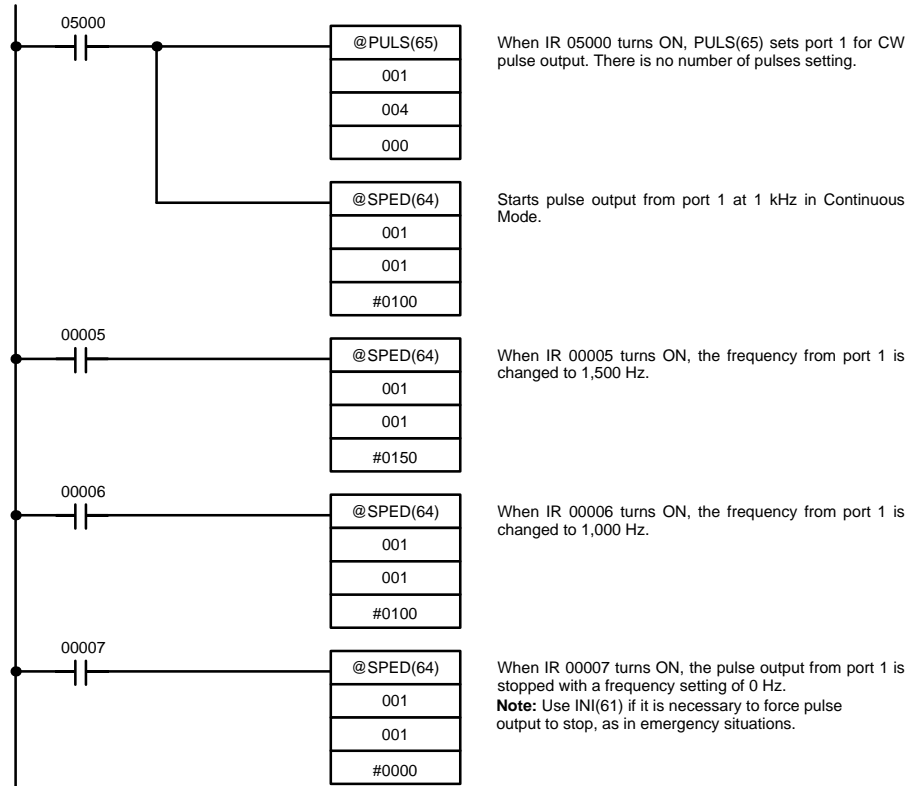 05000
@PULS(65)
001
004
000
When IR 05000 turns ON, PULS(65) sets port 1 for CW
pulse output. There is no number of pulses setting.
@SPED(64)
001
001
#0100
Starts pulse output from port 1 at 1 kHz in Continuous
Mode.
00005
@SPED(64)
001
001
#0150
When IR 00005 turns ON, the frequency from port 1 is
changed to 1,500 Hz.
00006
@SPED(64)
001
001
#0100
When IR 00006 turns ON, the frequency from port 1 is
changed to 1,000 Hz.
00007
@SPED(64)
001
001
#0000
When IR 00007 turns ON, the pulse output from port 1 is
stopped with a frequency setting of 0 Hz.
Note: Use INI(61) if it is necessary to force pulse
output to stop, as in emergency situations.